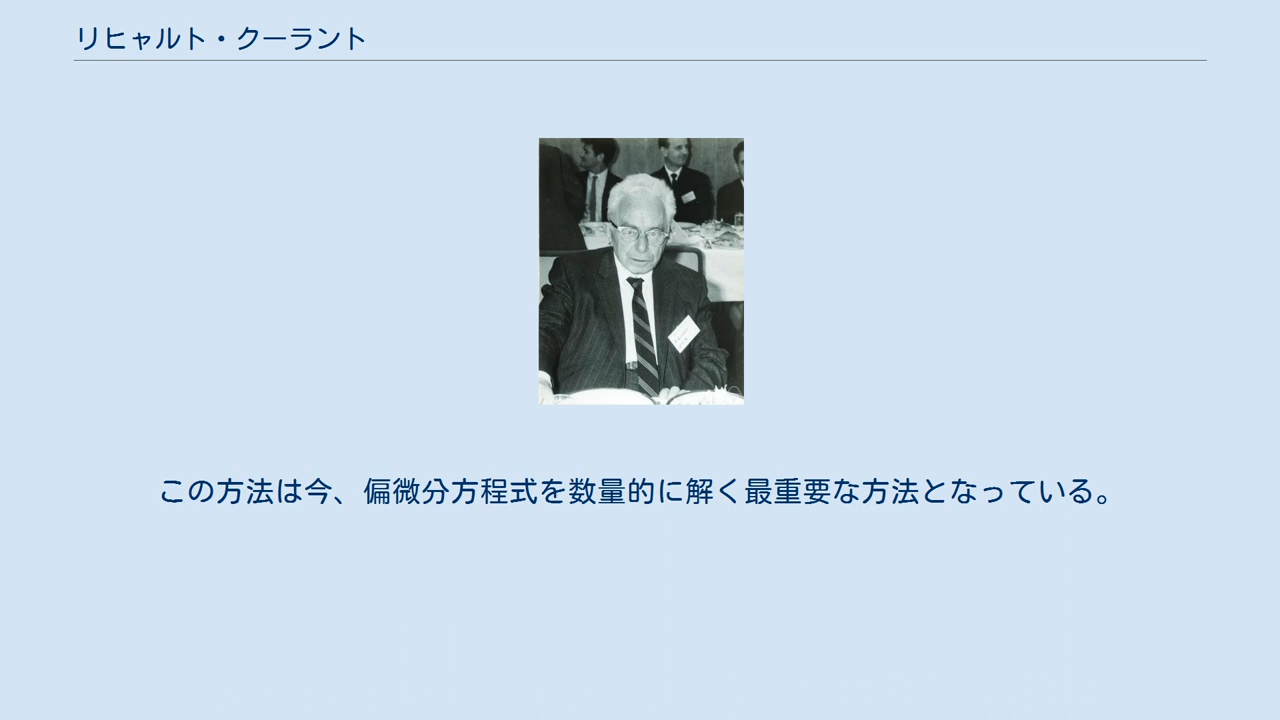 リヒャルト・クーラント
この方法は今、偏微分方程式を数量的に解く最重要な方法となっている。